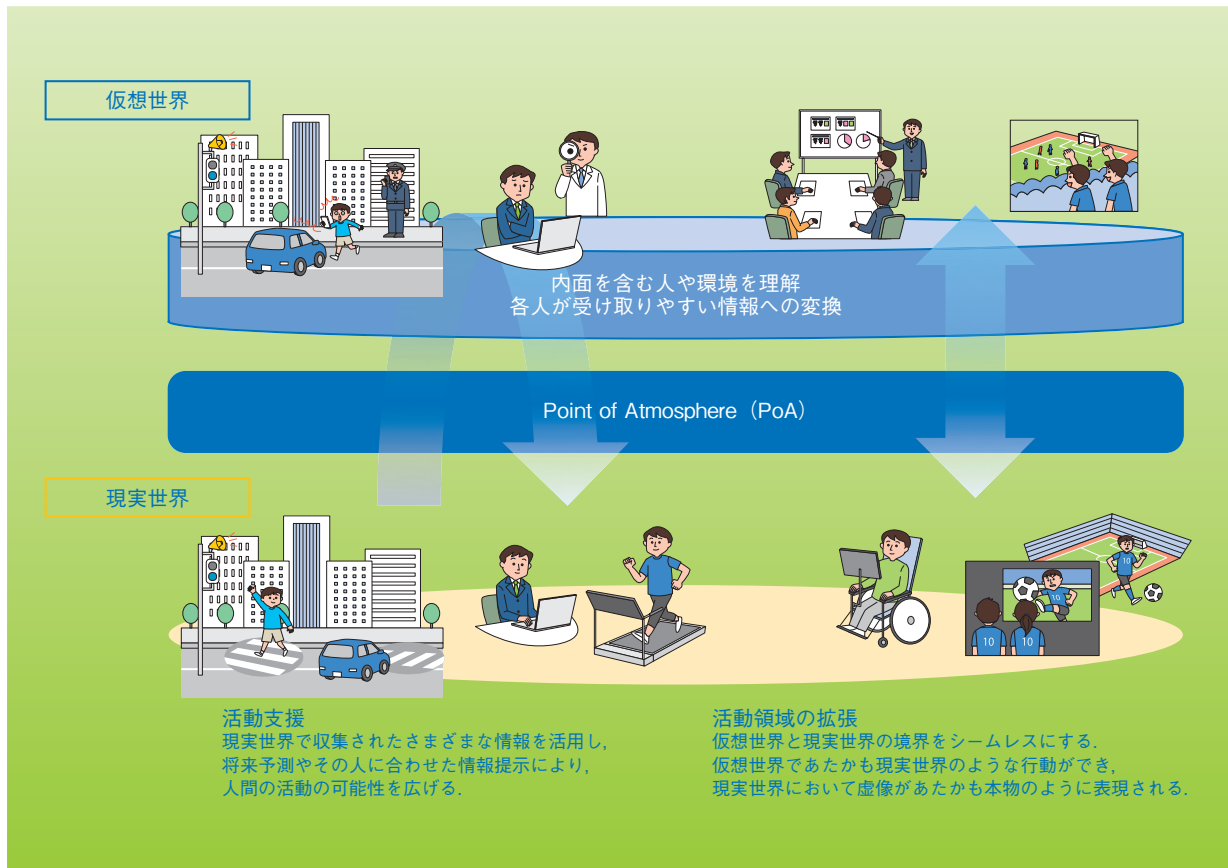 仮想世界
内面を含む人や環境を理解
各人が受け取りやすい情報への変換
Point of Atmosphere（PoA）
現実世界
10
10
10
10
活動支援
現実世界で収集されたさまざまな情報を活用し，
将来予測やその人に合わせた情報提示により，
人間の活動の可能性を広げる．
活動領域の拡張
仮想世界と現実世界の境界をシームレスにする．
仮想世界であたかも現実世界のような行動ができ，
現実世界において虚像があたかも本物のように表現される．